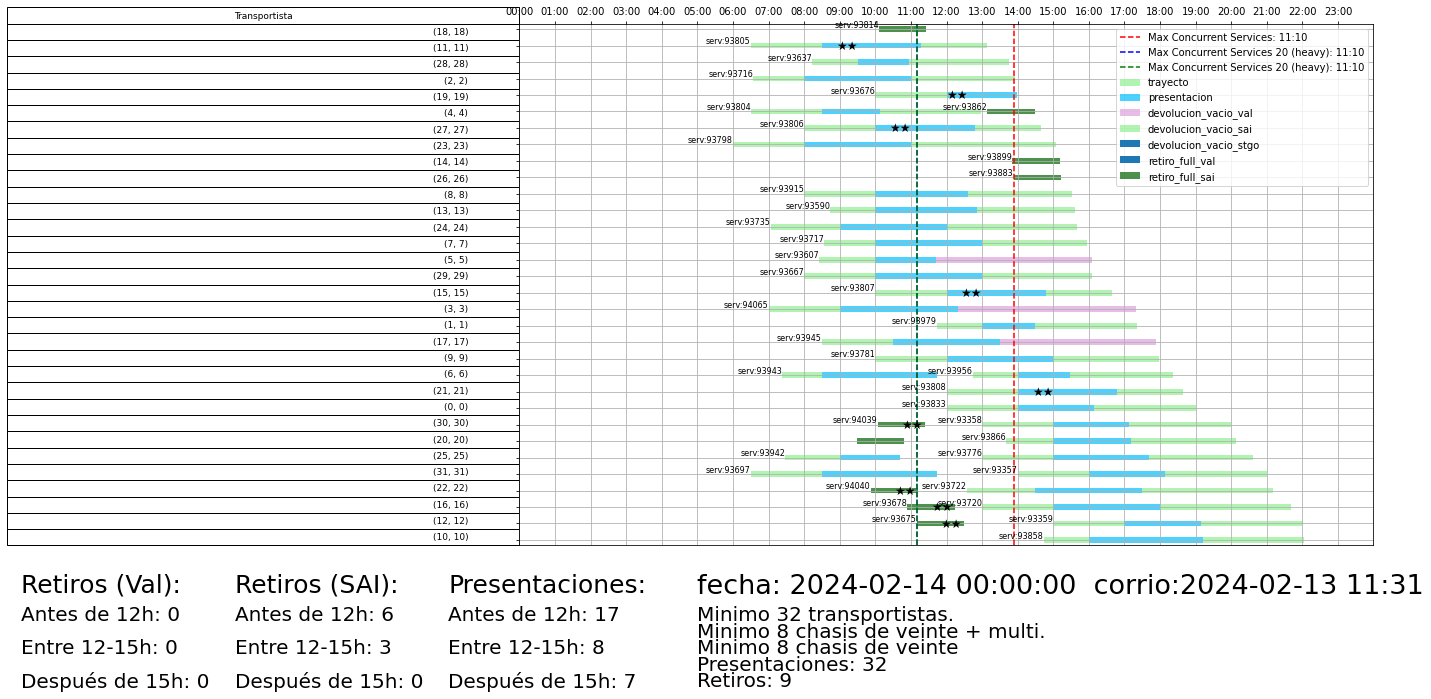 Transportista
00:00 01:00 02:00 03:00 04:00 05:00 06:00 07:00 08:00 09:00 10:00 11:00 12:00 13:00 14:00 15:00 16:00 17:00 18:00 19:00 20:00 21:00 22:00 23:00
(18, 18) serv:93814
(11, 11) serv:93805
(28, 28) serv:93637
(2, 2) serv:93716
(19, 19) serv:93676
(4, 4) serv:93804 serv:93862
(27, 27) serv:93806
(23, 23) serv:93798
(14, 14) serv:93899
(26, 26) serv:93883
(8, 8) serv:93915
(13, 13) serv:93590
(24, 24) serv:93735
(7, 7) serv:93717
(5, 5) serv:93607
(29, 29) serv:93667
(15, 15) serv:93807
(3, 3) serv:94065
(1, 1) serv:93979
(17, 17) serv:93945
(9, 9) serv:93781
(6, 6) serv:93943 serv:93956
(21, 21) serv:93808
(0, 0) serv:93833
(30, 30) serv:94039 serv:93358
(20, 20) serv:93866
(25, 25) serv:93942 serv:93776
(31, 31) serv:93697 serv:93357
(22, 22) serv:94040 serv:93722
(16, 16) serv:93678 serv:93720
(12, 12) serv:93675 serv:93359
(10, 10) serv:93858
Max Concurrent Services: 11:10
Max Concurrent Services 20 (heavy): 11:10
Max Concurrent Services 20 (heavy): 11:10
trayecto
presentacion
devolucion_vacio_val
devolucion_vacio_sai
devolucion_vacio_stgo
retiro_full_val
retiro_full_sai
Retiros (Val):
Antes de 12h: 0
Entre 12-15h: 0
Después de 15h: 0
Retiros (SAI):
Antes de 12h: 6
Entre 12-15h: 3
Después de 15h: 0
Presentaciones:
Antes de 12h: 17
Entre 12-15h: 8
Después de 15h: 7
fecha: 2024-02-14 00:00:00 corrio:2024-02-13 11:31
Minimo 32 transportistas.
Minimo 8 chasis de veinte + multi.
Minimo 8 chasis de veinte
Presentaciones: 32
Retiros: 9